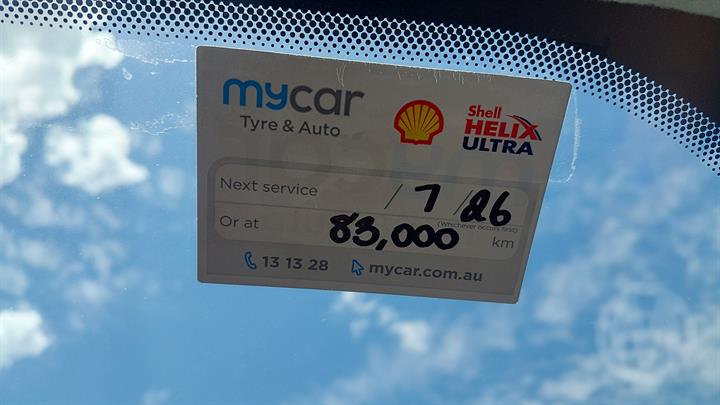 mycar
Tyre & Auto
Shell
HELIX
ULTRA
Next service / 7 / 26
(Whichever occurs first)
Or at 83,000 km
13 13 28 mycar.com.au